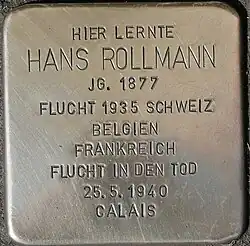 HIER LERNTE
HANS ROLLMANN
JG. 1877
FLUCHT 1935 SCHWEIZ
BELGIEN
FRANKREICH
FLUCHT IN DEN TOD
25.5.1940
CALAIS